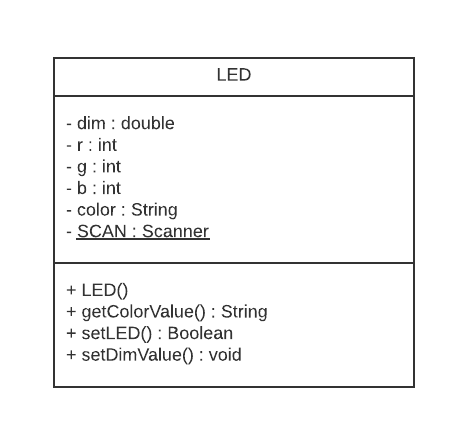 LED
- dim : double
- r : int
- g : int
- b : int
- color : String
- SCAN : Scanner
+ LED()
+ getColorValue() : String
+ setLED() : Boolean
+ setDimValue() : void